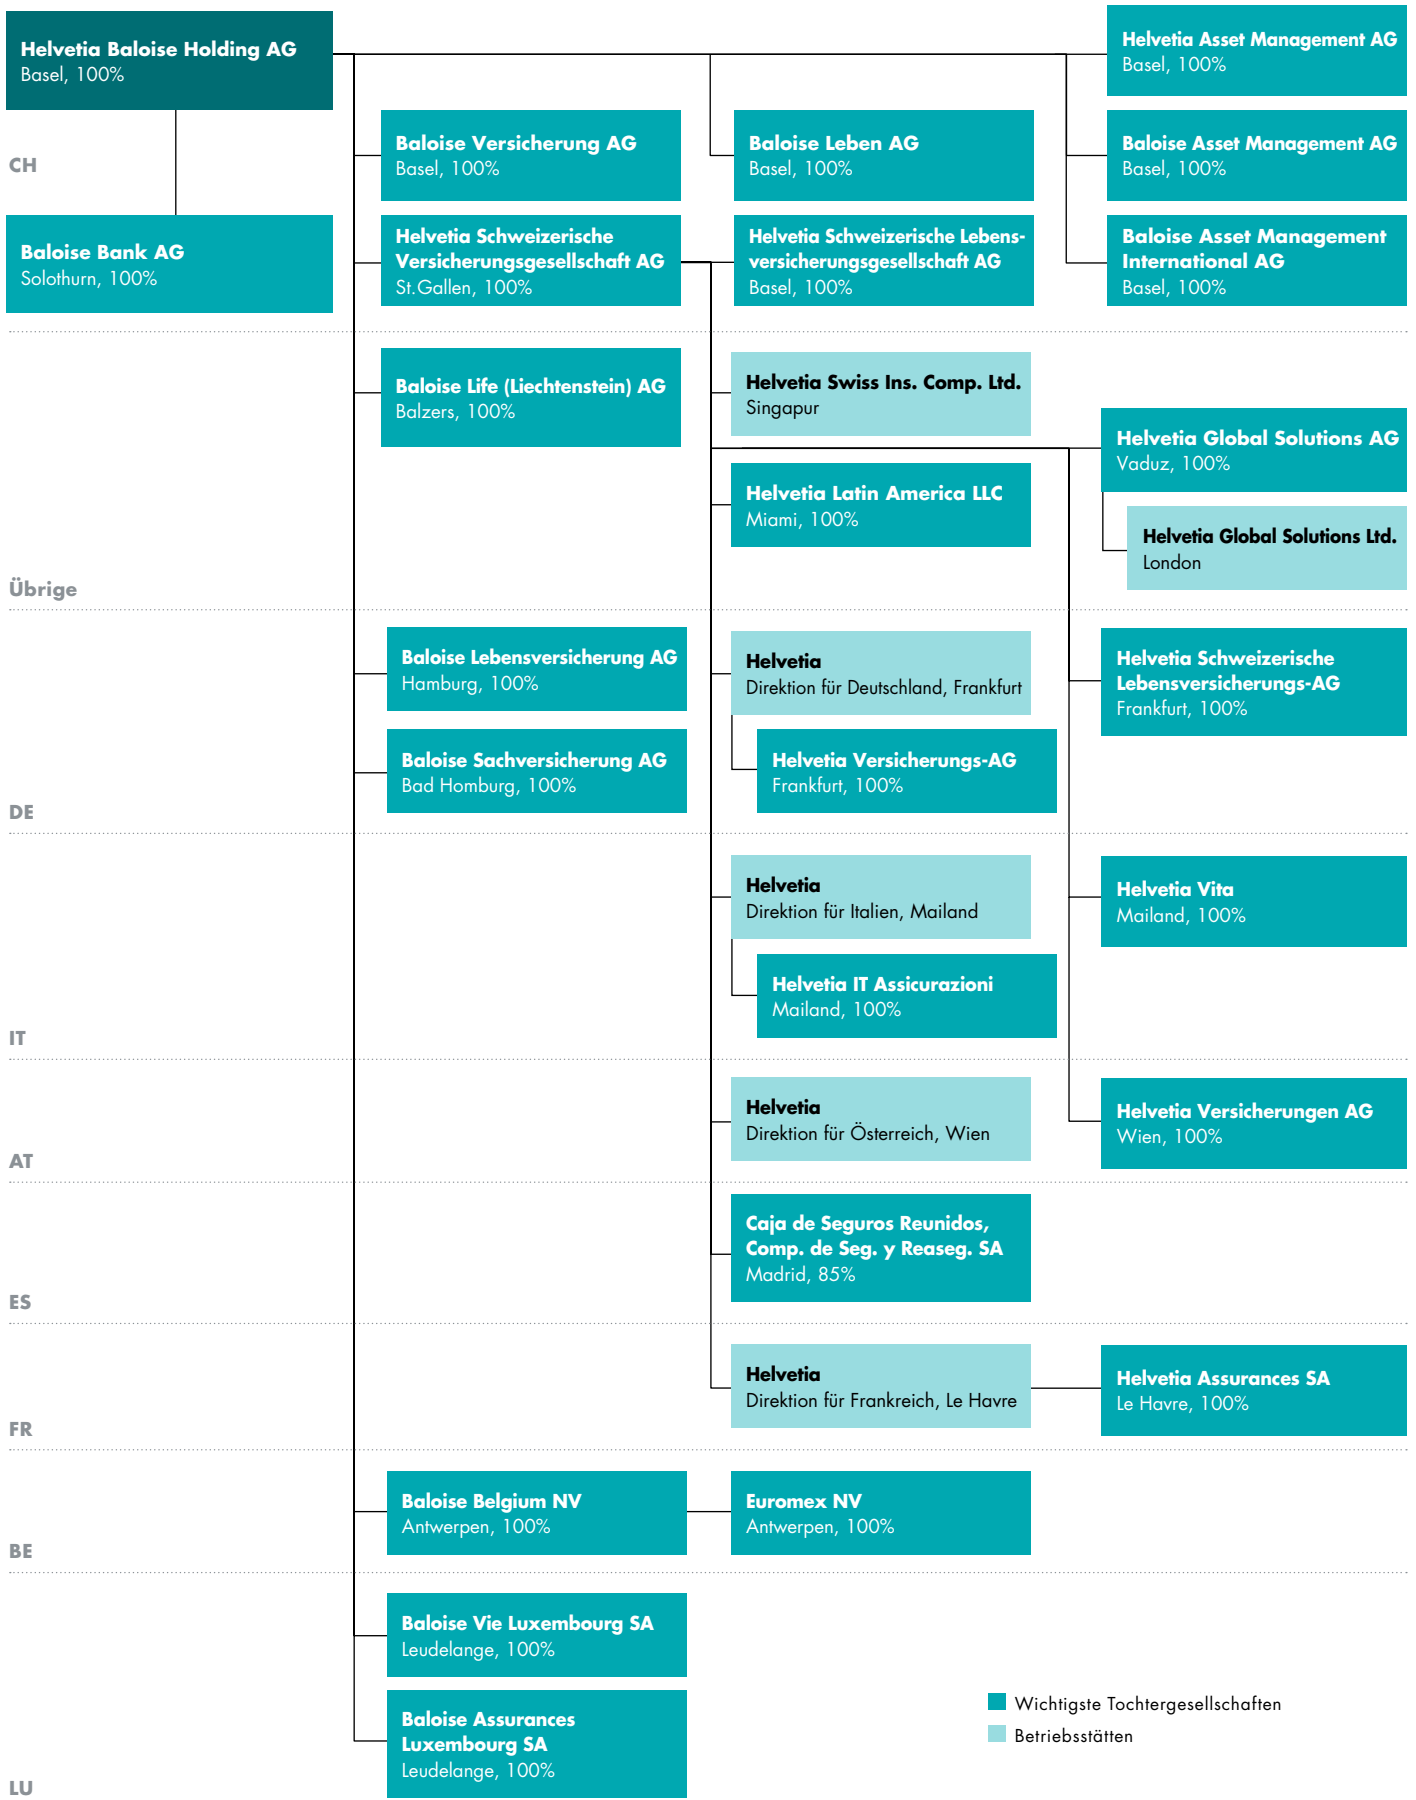 Helvetia Baloise Holding AG
Basel, 100%
Helvetia Asset Management AG
Basel, 100%
CH
Baloise Versicherung AG
Basel, 100%
Baloise Leben AG
Basel, 100%
Baloise Asset Management AG
Basel, 100%
Baloise Bank AG
Solothurn, 100%
Helvetia Schweizerische
Versicherungsgesellschaft AG
St.Gallen, 100%
Helvetia Schweizerische Lebens-
versicherungsgesellschaft AG
Basel, 100%
Baloise Asset Management
International AG
Basel, 100%
Baloise Life (Liechtenstein) AG
Balzers, 100%
Helvetia Swiss Ins. Comp. Ltd.
Singapur
Helvetia Global Solutions AG
Vaduz, 100%
Helvetia Latin America LLC
Miami, 100%
Helvetia Global Solutions Ltd.
London
Übrige
Baloise Lebensversicherung AG
Hamburg, 100%
Helvetia
Direktion für Deutschland, Frankfurt
Helvetia Schweizerische
Lebensversicherungs-AG
Frankfurt, 100%
Baloise Sachversicherung AG
Bad Homburg, 100%
Helvetia Versicherungs-AG
Frankfurt, 100%
DE
Helvetia
Direktion für Italien, Mailand
Helvetia Vita
Mailand, 100%
Helvetia IT Assicurazioni
Mailand, 100%
IT
Helvetia
Direktion für Österreich, Wien
Helvetia Versicherungen AG
Wien, 100%
AT
Caja de Seguros Reunidos,
Comp. de Seg. y Reaseg. SA
Madrid, 85%
ES
Helvetia
Direktion für Frankreich, Le Havre
Helvetia Assurances SA
Le Havre, 100%
FR
Baloise Belgium NV
Antwerpen, 100%
Euromex NV
Antwerpen, 100%
BE
Baloise Vie Luxembourg SA
Leudelange, 100%
Baloise Assurances
Luxembourg SA
Leudelange, 100%
LU
Wichtigste Tochtergesellschaften
Betriebsstätten